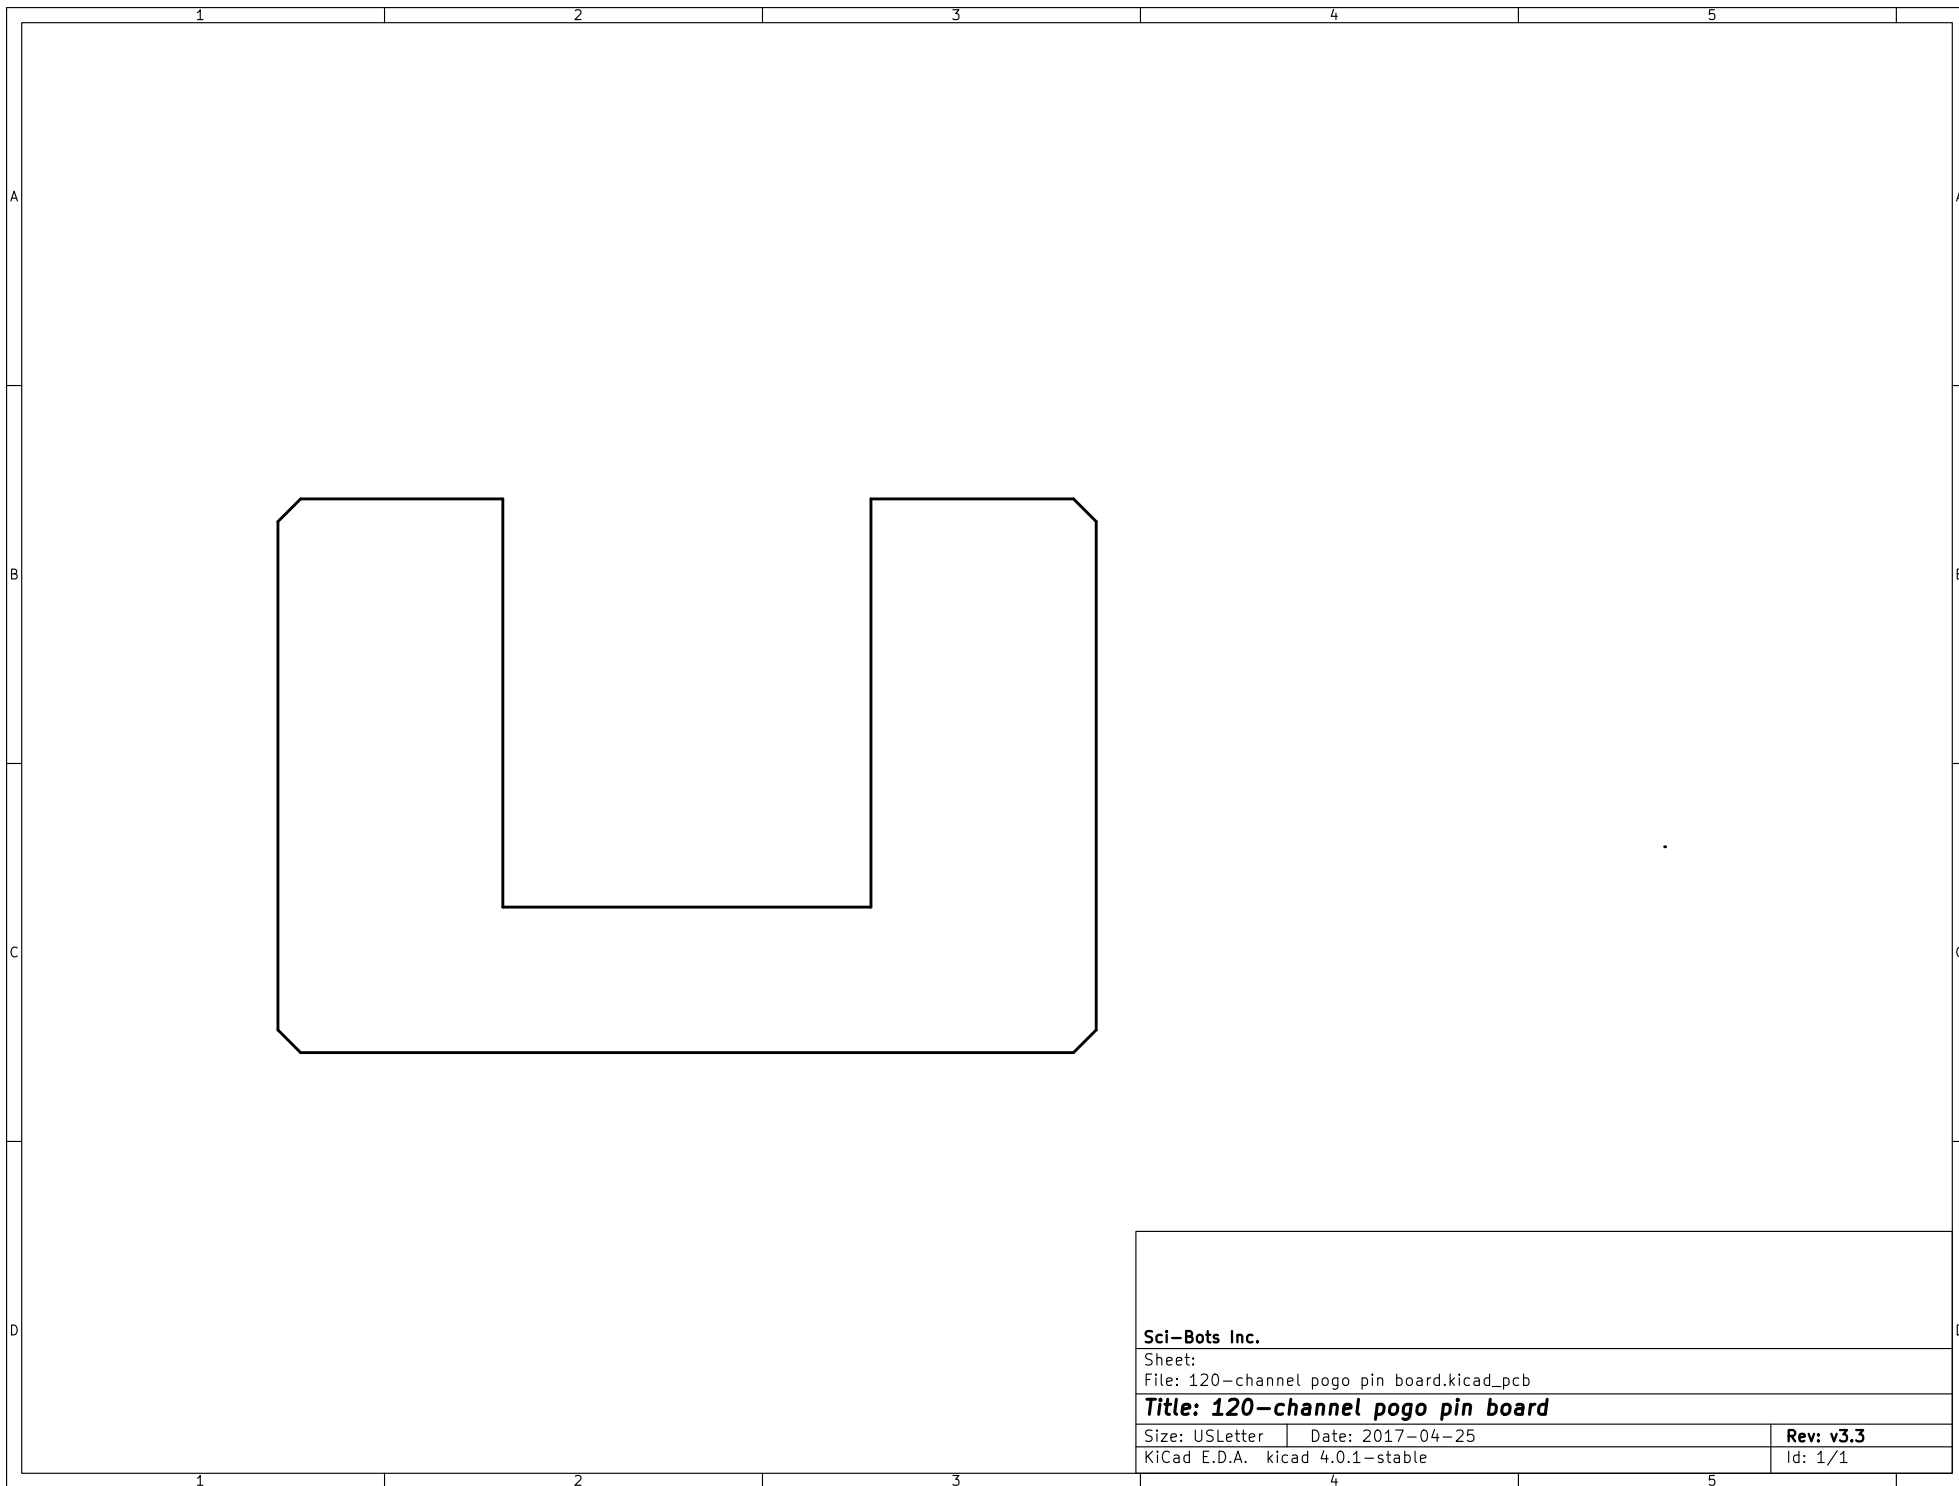 1 2 3 4 5
A A
B B
C C
D D
Sci-Bots Inc.
Sheet:
File: 120-channel pogo pin board.kicad_pcb
Title: 120-channel pogo pin board
Size: USLetter Date: 2017-04-25 Rev: v3.3
KiCad E.D.A. kicad 4.0.1-stable Id: 1/1
1 2 3 4 5